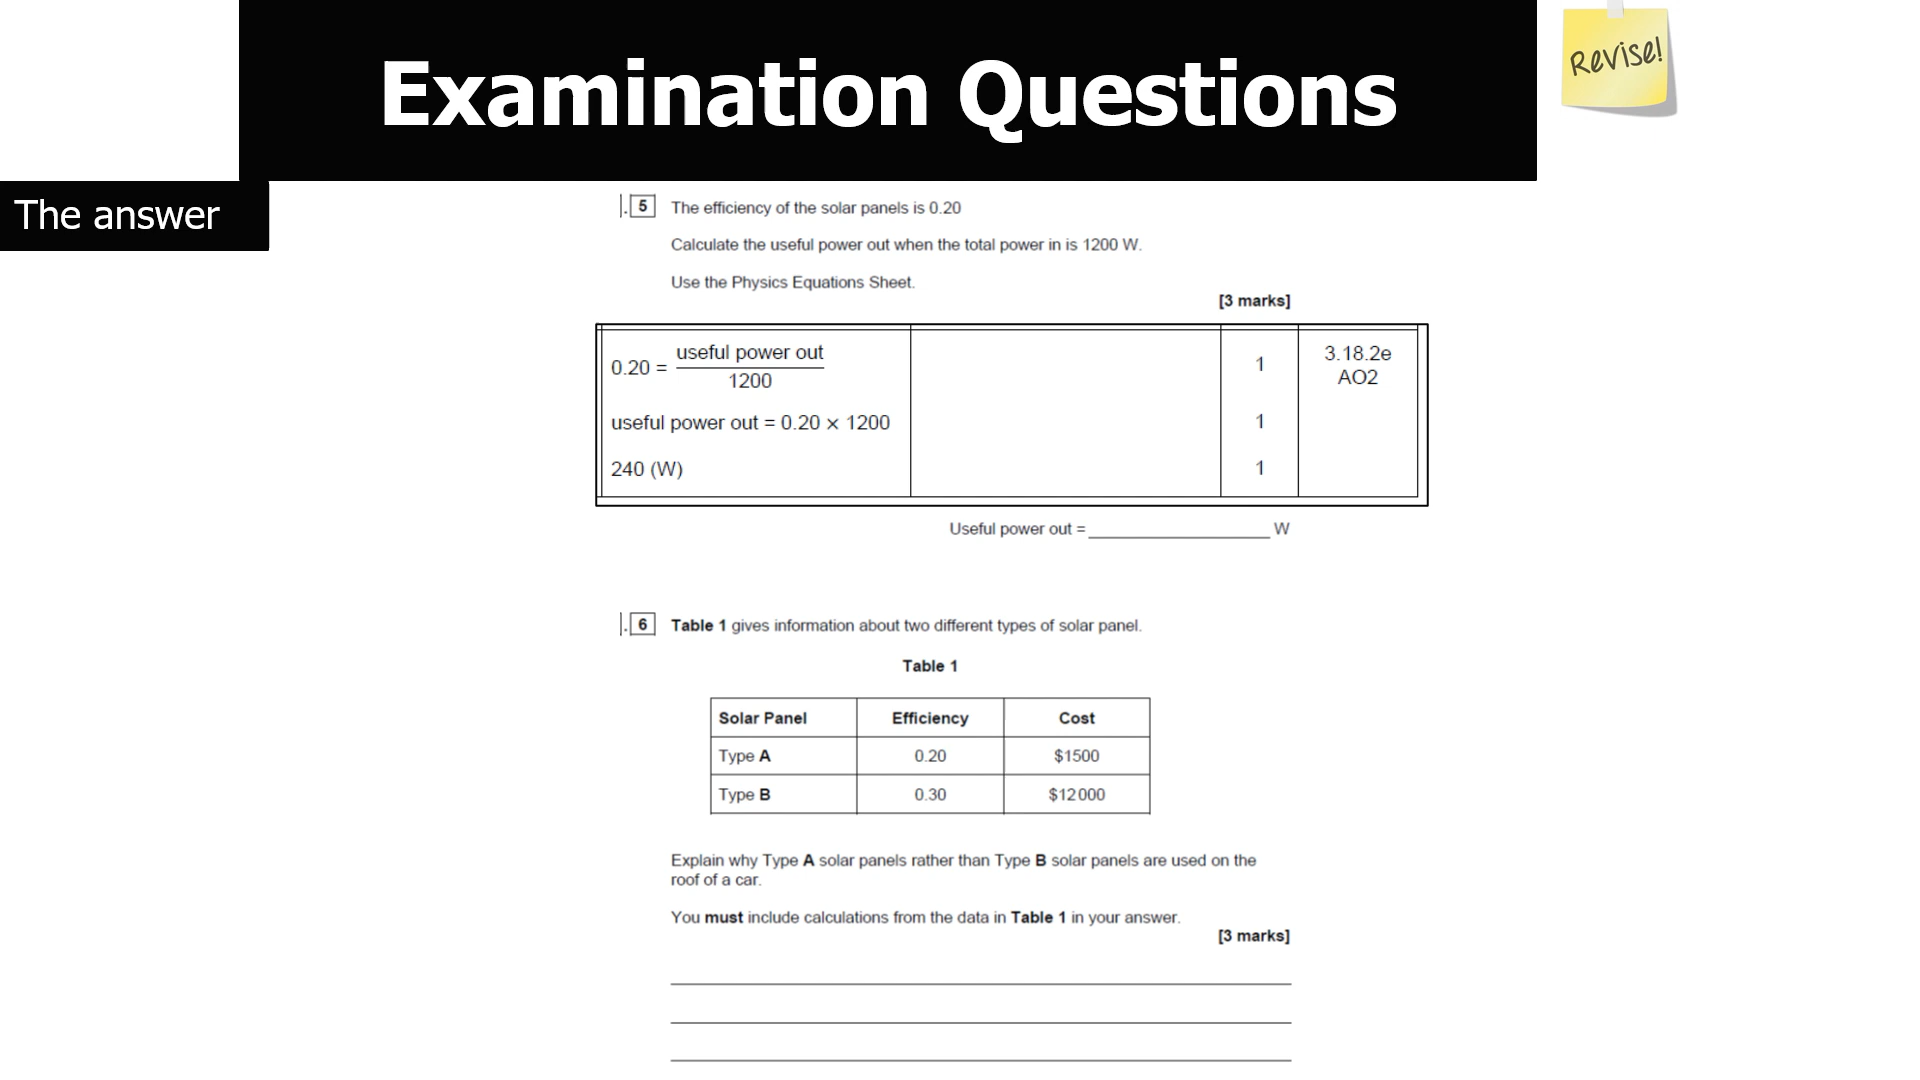 Examination Questions
Revise!
The answer
.5 The efficiency of the solar panels is 0.20
Calculate the useful power out when the total power in is 1200 W.
Use the Physics Equations Sheet.
[3 marks]
0.20 = useful power out / 1200 1 3.18.2e
AO2
useful power out = 0.20 × 1200 1
240 (W) 1
Useful power out = ____________________ W
.6 Table 1 gives information about two different types of solar panel.
Table 1
Solar Panel Efficiency Cost
Type A 0.20 $1500
Type B 0.30 $12 000
Explain why Type A solar panels rather than Type B solar panels are used on the
roof of a car.
You must include calculations from the data in Table 1 in your answer.
[3 marks]